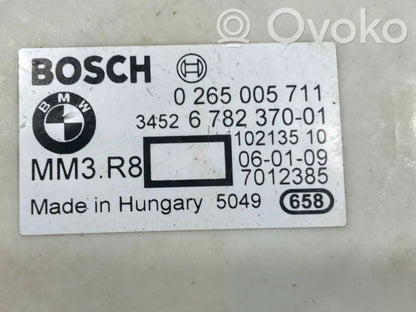 Ovoko
BOSCH
0 265 005 711
BMW
3452 6 782 370-01
102135 10
MM3.R8
06-01-09
7012385
Made in Hungary 5049 658